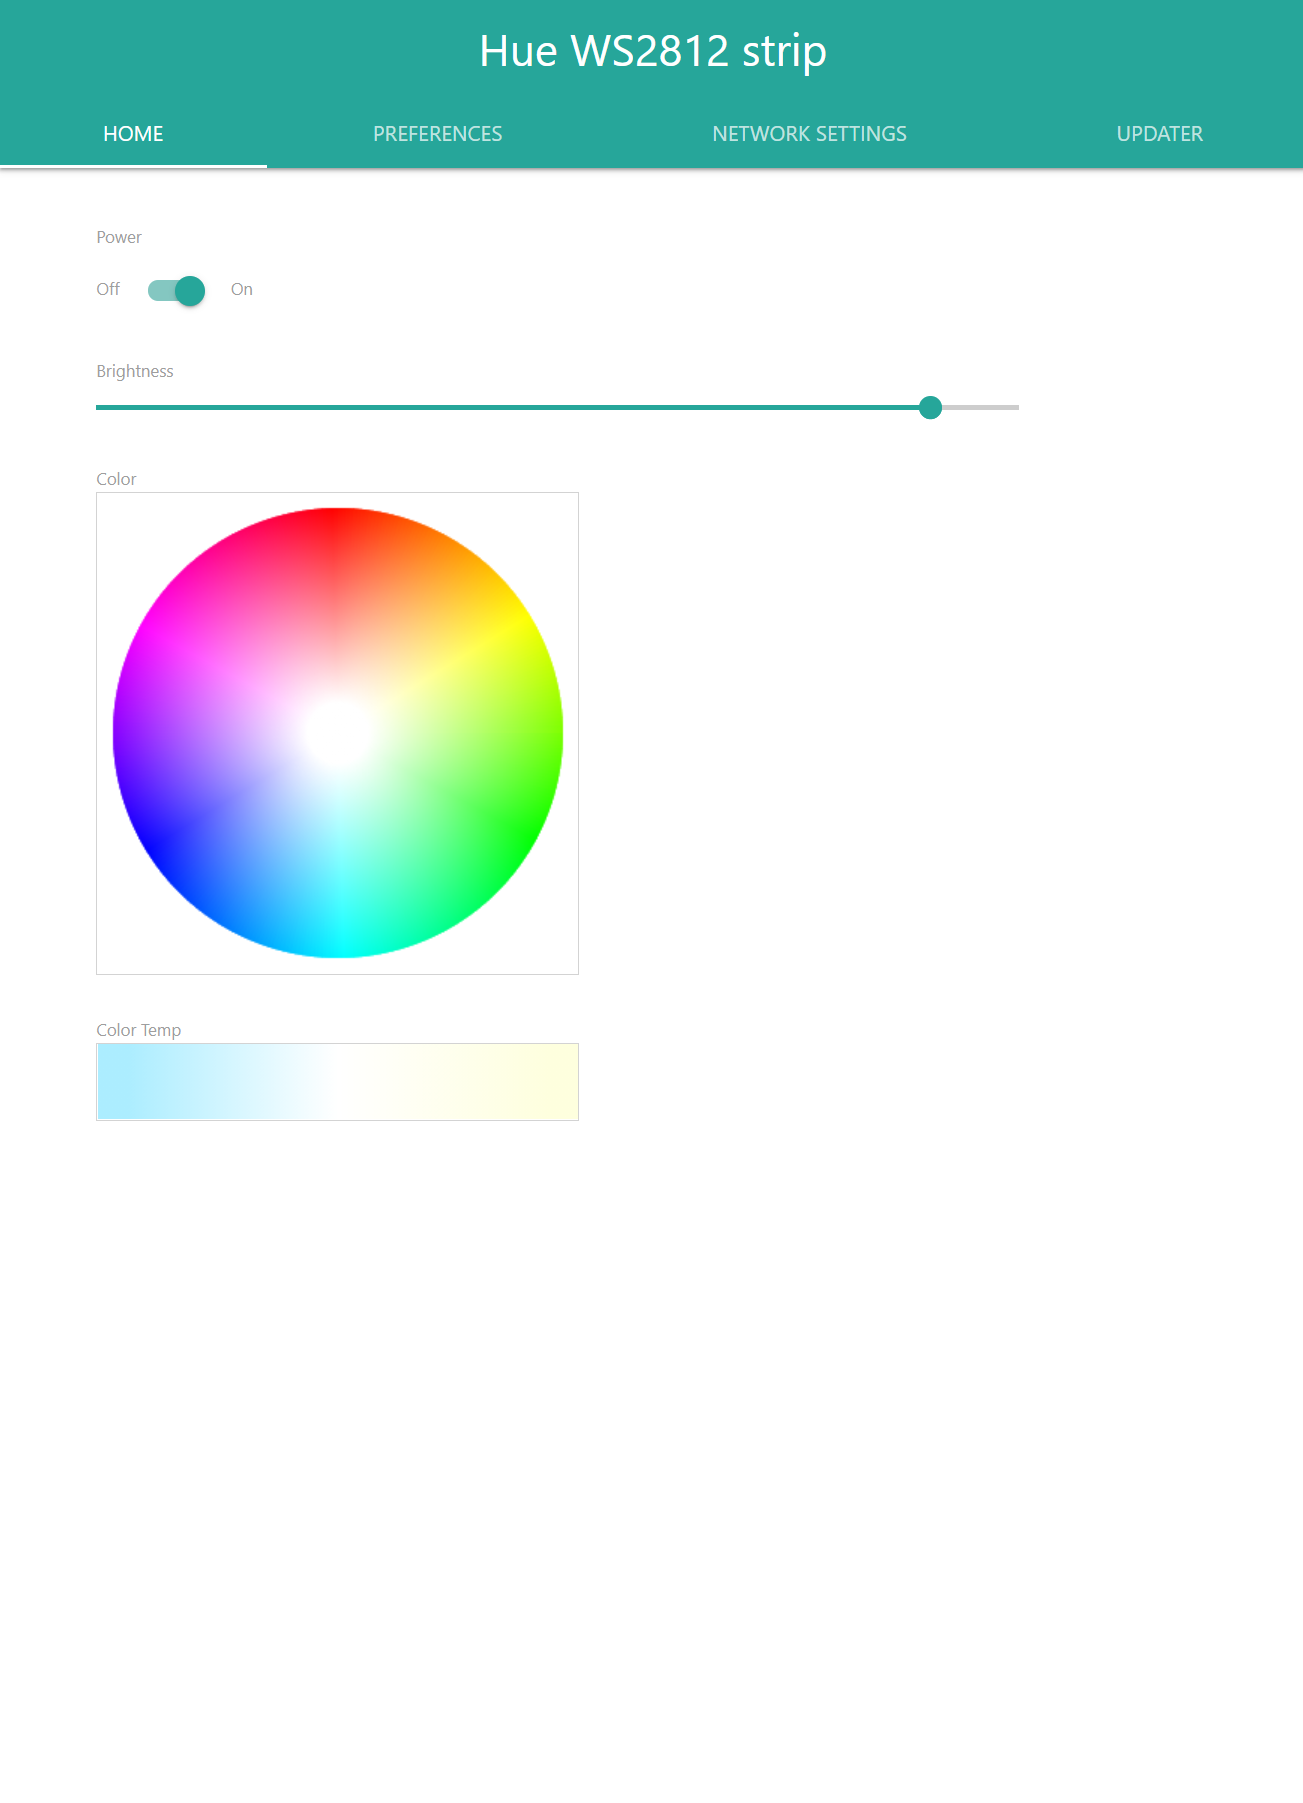 Hue WS2812 strip
HOME PREFERENCES NETWORK SETTINGS UPDATER
Power
Off On
Brightness
Color
Color Temp